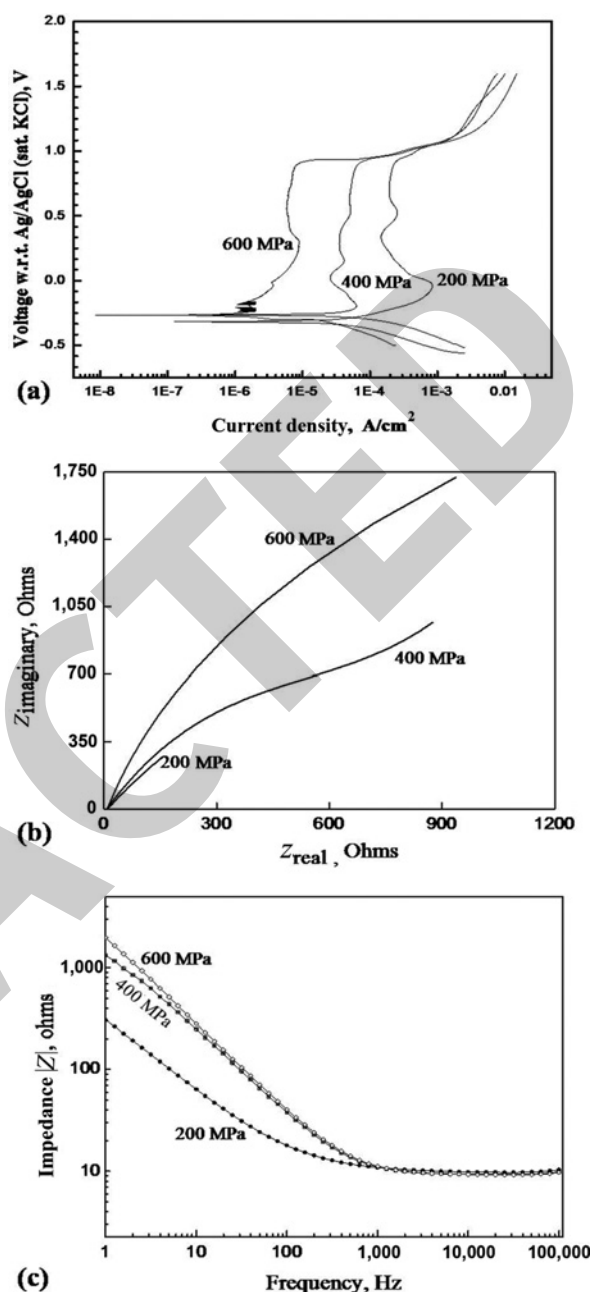 2.0
1.5
1.0
0.5
0.0
-0.5
Voltage w.r.t. Ag/AgCl (sat. KCl), V
600 MPa
400 MPa
200 MPa
(a)
1E-8 1E-7 1E-6 1E-5 1E-4 1E-3 0.01
Current density, A/cm2
1,750
1,400
1,050
700
350
0
Zimaginary, Ohms
600 MPa
400 MPa
200 MPa
(b)
0 300 600 900 1200
Zreal , Ohms
1,000
100
10
Impedance |Z|, ohms
600 MPa
400 MPa
200 MPa
1 10 100 1,000 10,000 100,000
(c)
Frequency, Hz
ACTED